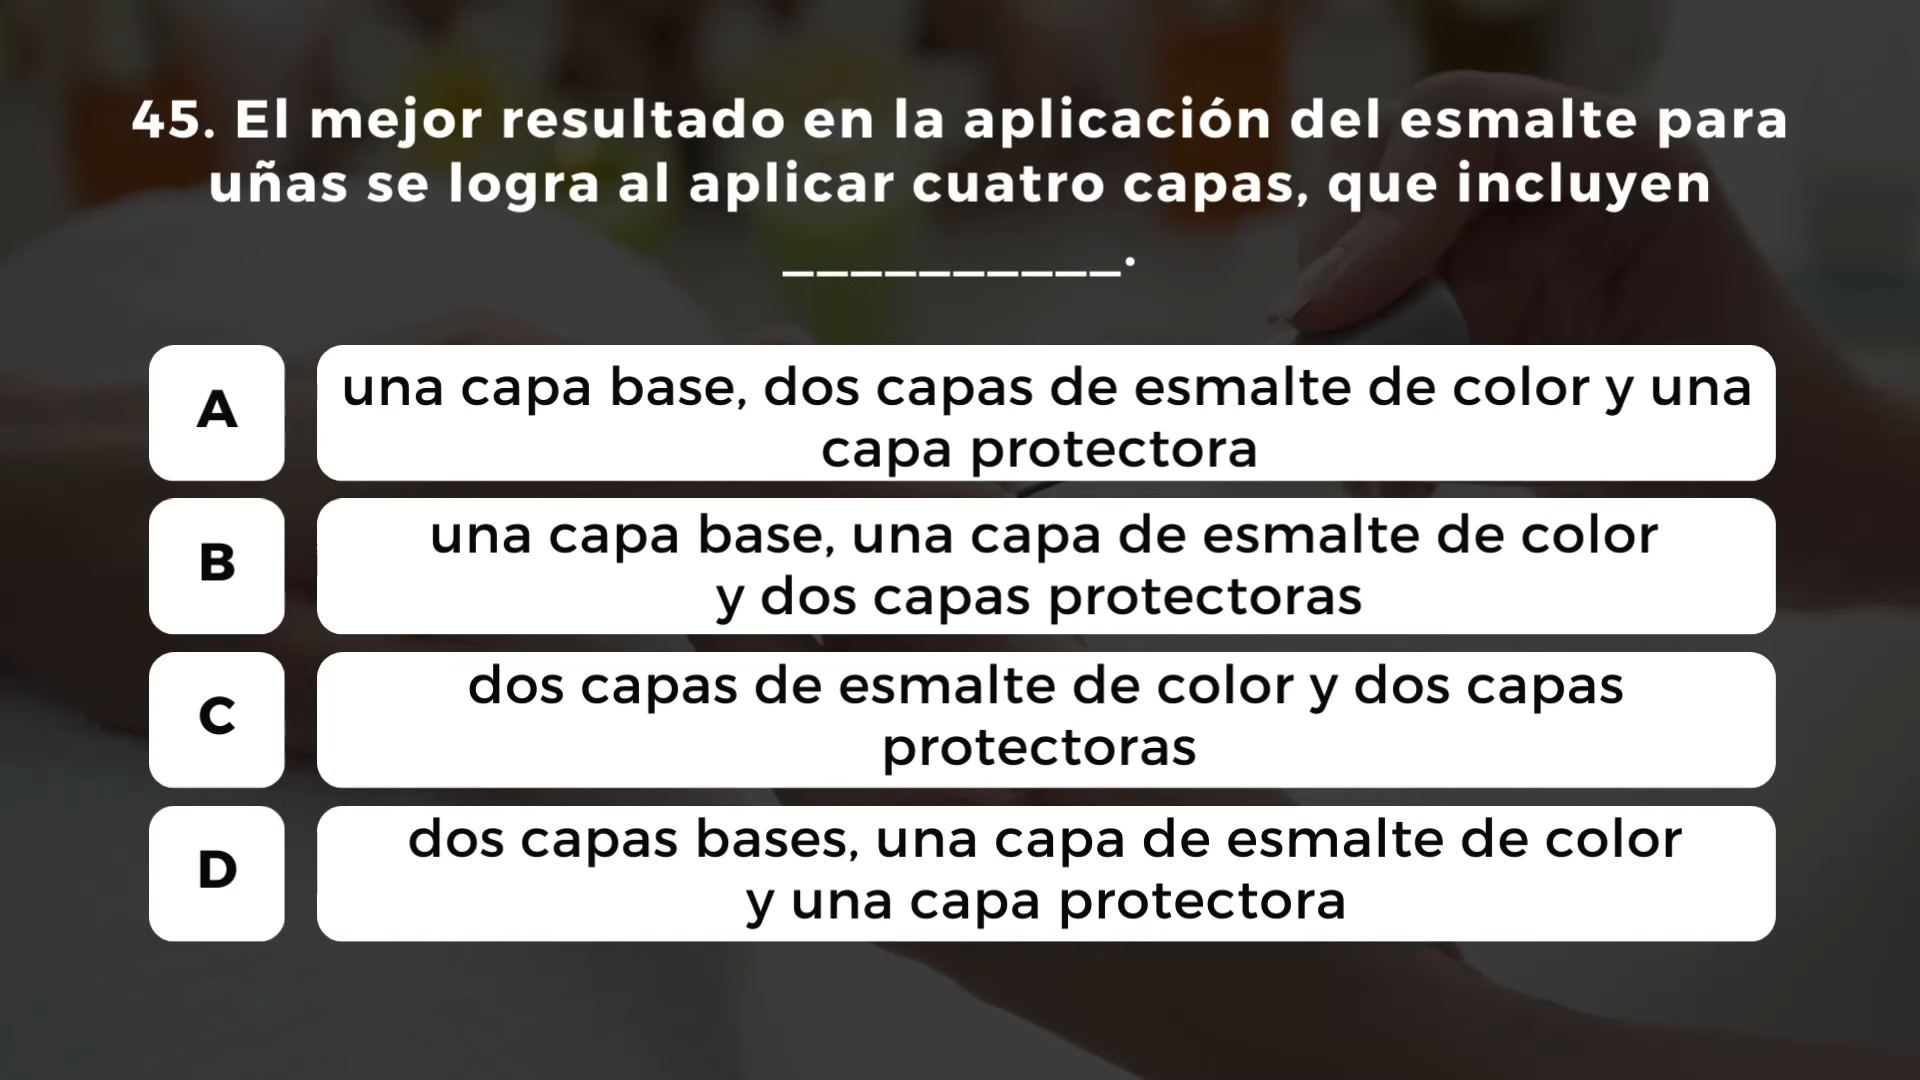 45. El mejor resultado en la aplicación del esmalte para
uñas se logra al aplicar cuatro capas, que incluyen
__________.
A
una capa base, dos capas de esmalte de color y una
capa protectora
B
una capa base, una capa de esmalte de color
y dos capas protectoras
C
dos capas de esmalte de color y dos capas
protectoras
D
dos capas bases, una capa de esmalte de color
y una capa protectora